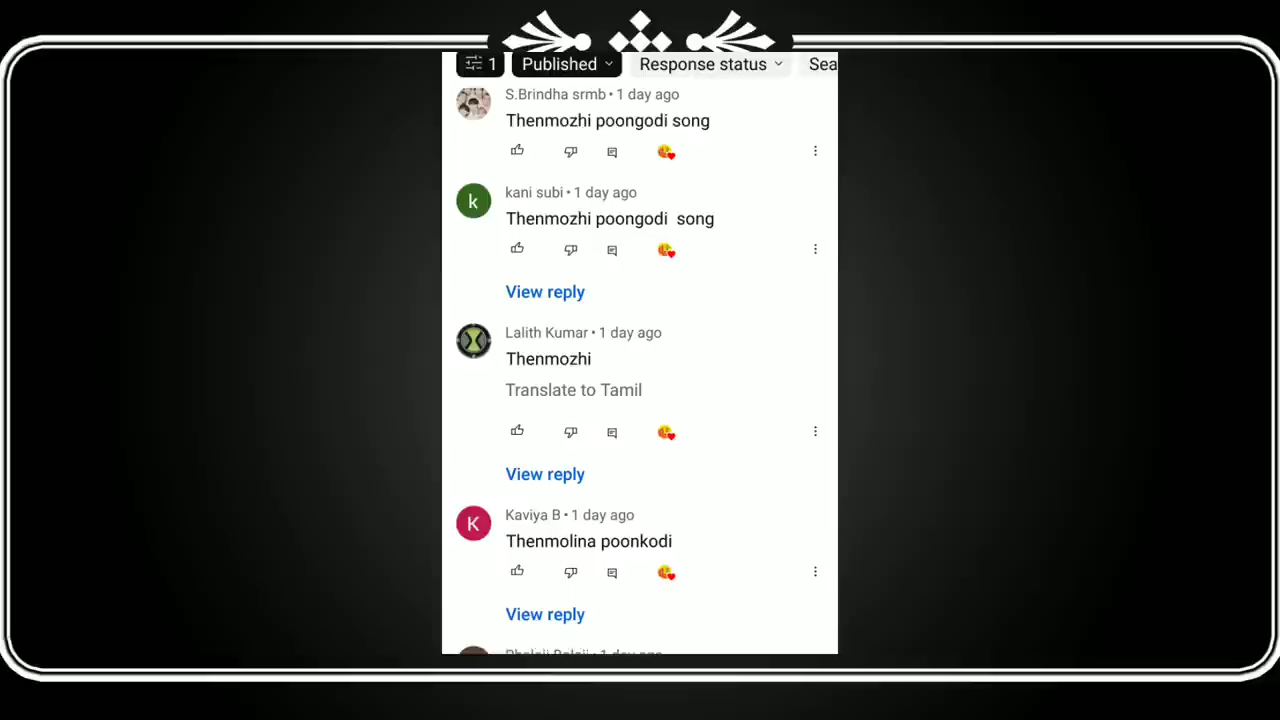 1 Published Response status Sea
S.Brindha srmb • 1 day ago
Thenmozhi poongodi song
k kani subi • 1 day ago
Thenmozhi poongodi  song
View reply
Lalith Kumar • 1 day ago
Thenmozhi
Translate to Tamil
View reply
K Kaviya B • 1 day ago
Thenmolina poonkodi
View reply